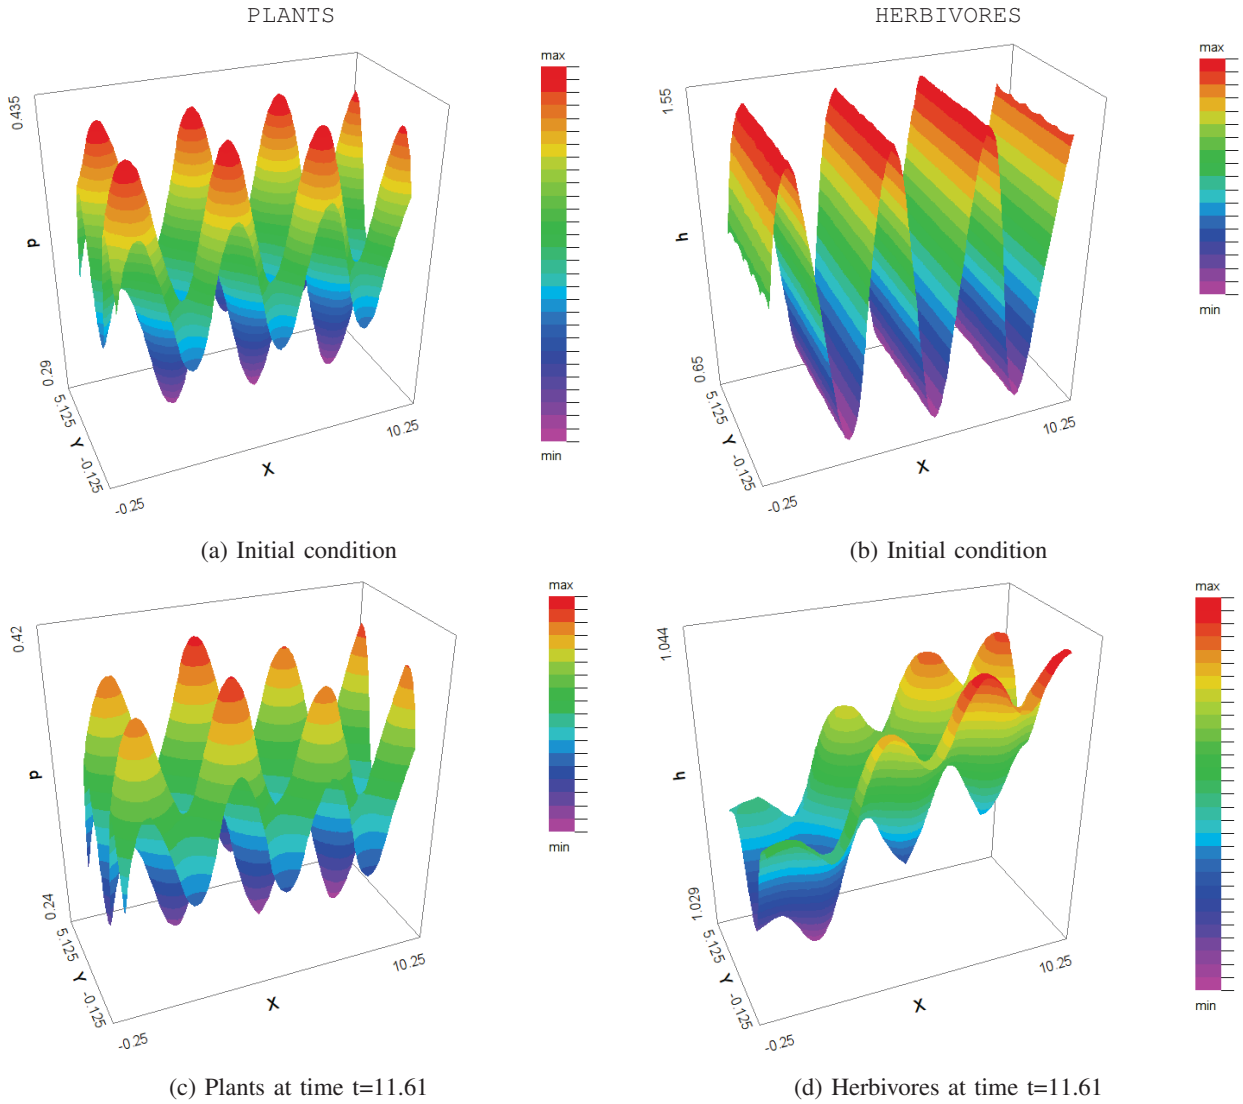 PLANTS
HERBIVORES
max
min
0.435
p
0.29
5.125
Y
-0.125
-0.25
X
10.25
max
min
1.55
h
0.65
5.125
Y
-0.125
-0.25
X
10.25
(a) Initial condition
(b) Initial condition
max
min
0.42
p
0.24
5.125
Y
-0.125
-0.25
X
10.25
max
min
1.044
h
1.029
5.125
Y
-0.125
-0.25
X
10.25
(c) Plants at time t=11.61
(d) Herbivores at time t=11.61